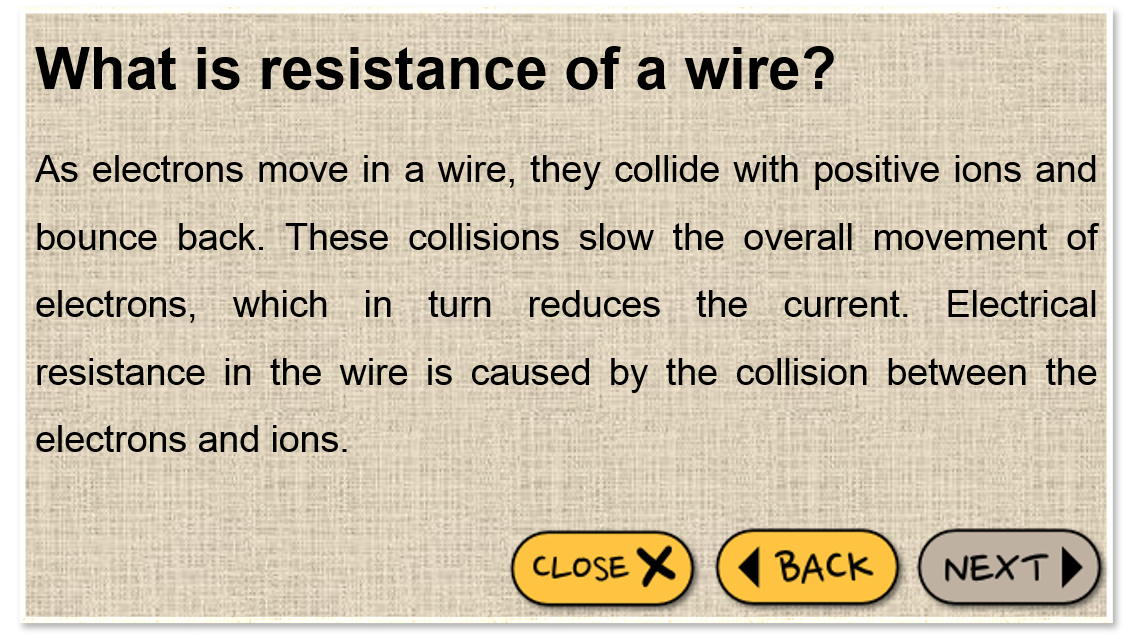 What is resistance of a wire?
As electrons move in a wire, they collide with positive ions and
bounce back. These collisions slow the overall movement of
electrons, which in turn reduces the current. Electrical
resistance in the wire is caused by the collision between the
electrons and ions.
CLOSE BACK NEXT